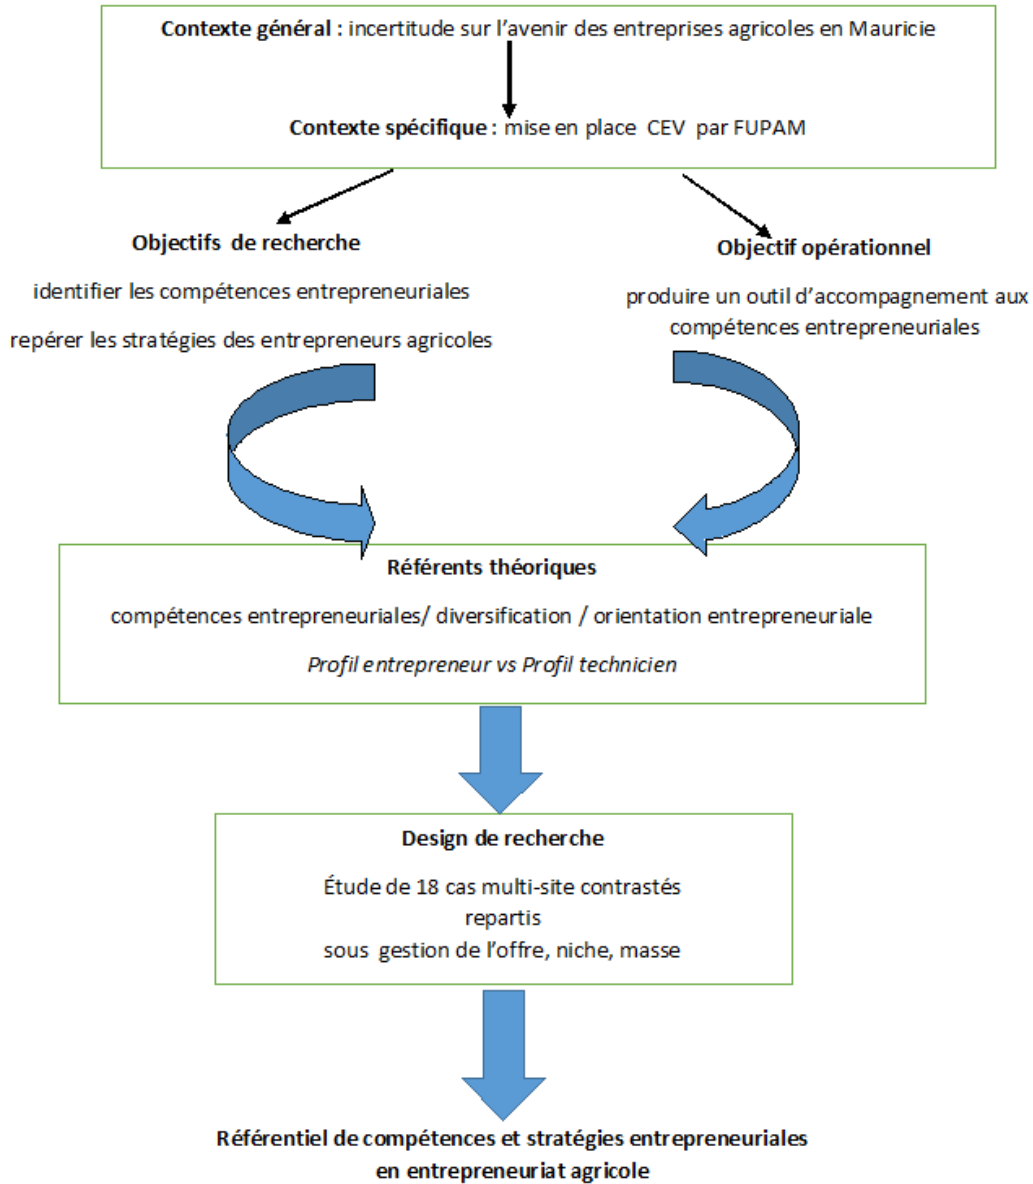 Contexte général : incertitude sur l'avenir des entreprises agricoles en Mauricie
Contexte spécifique : mise en place CEV par FUPAM
Objectifs de recherche
identifier les compétences entrepreneuriales
repérer les stratégies des entrepreneurs agricoles
Objectif opérationnel
produire un outil d'accompagnement aux
compétences entrepreneuriales
Référents théoriques
compétences entrepreneuriales/ diversification / orientation entrepreneuriale
Profil entrepreneur vs Profil technicien
Design de recherche
Étude de 18 cas multi-site contrastés
repartis
sous gestion de l'offre, niche, masse
Référentiel de compétences et stratégies entrepreneuriales
en entrepreneuriat agricole